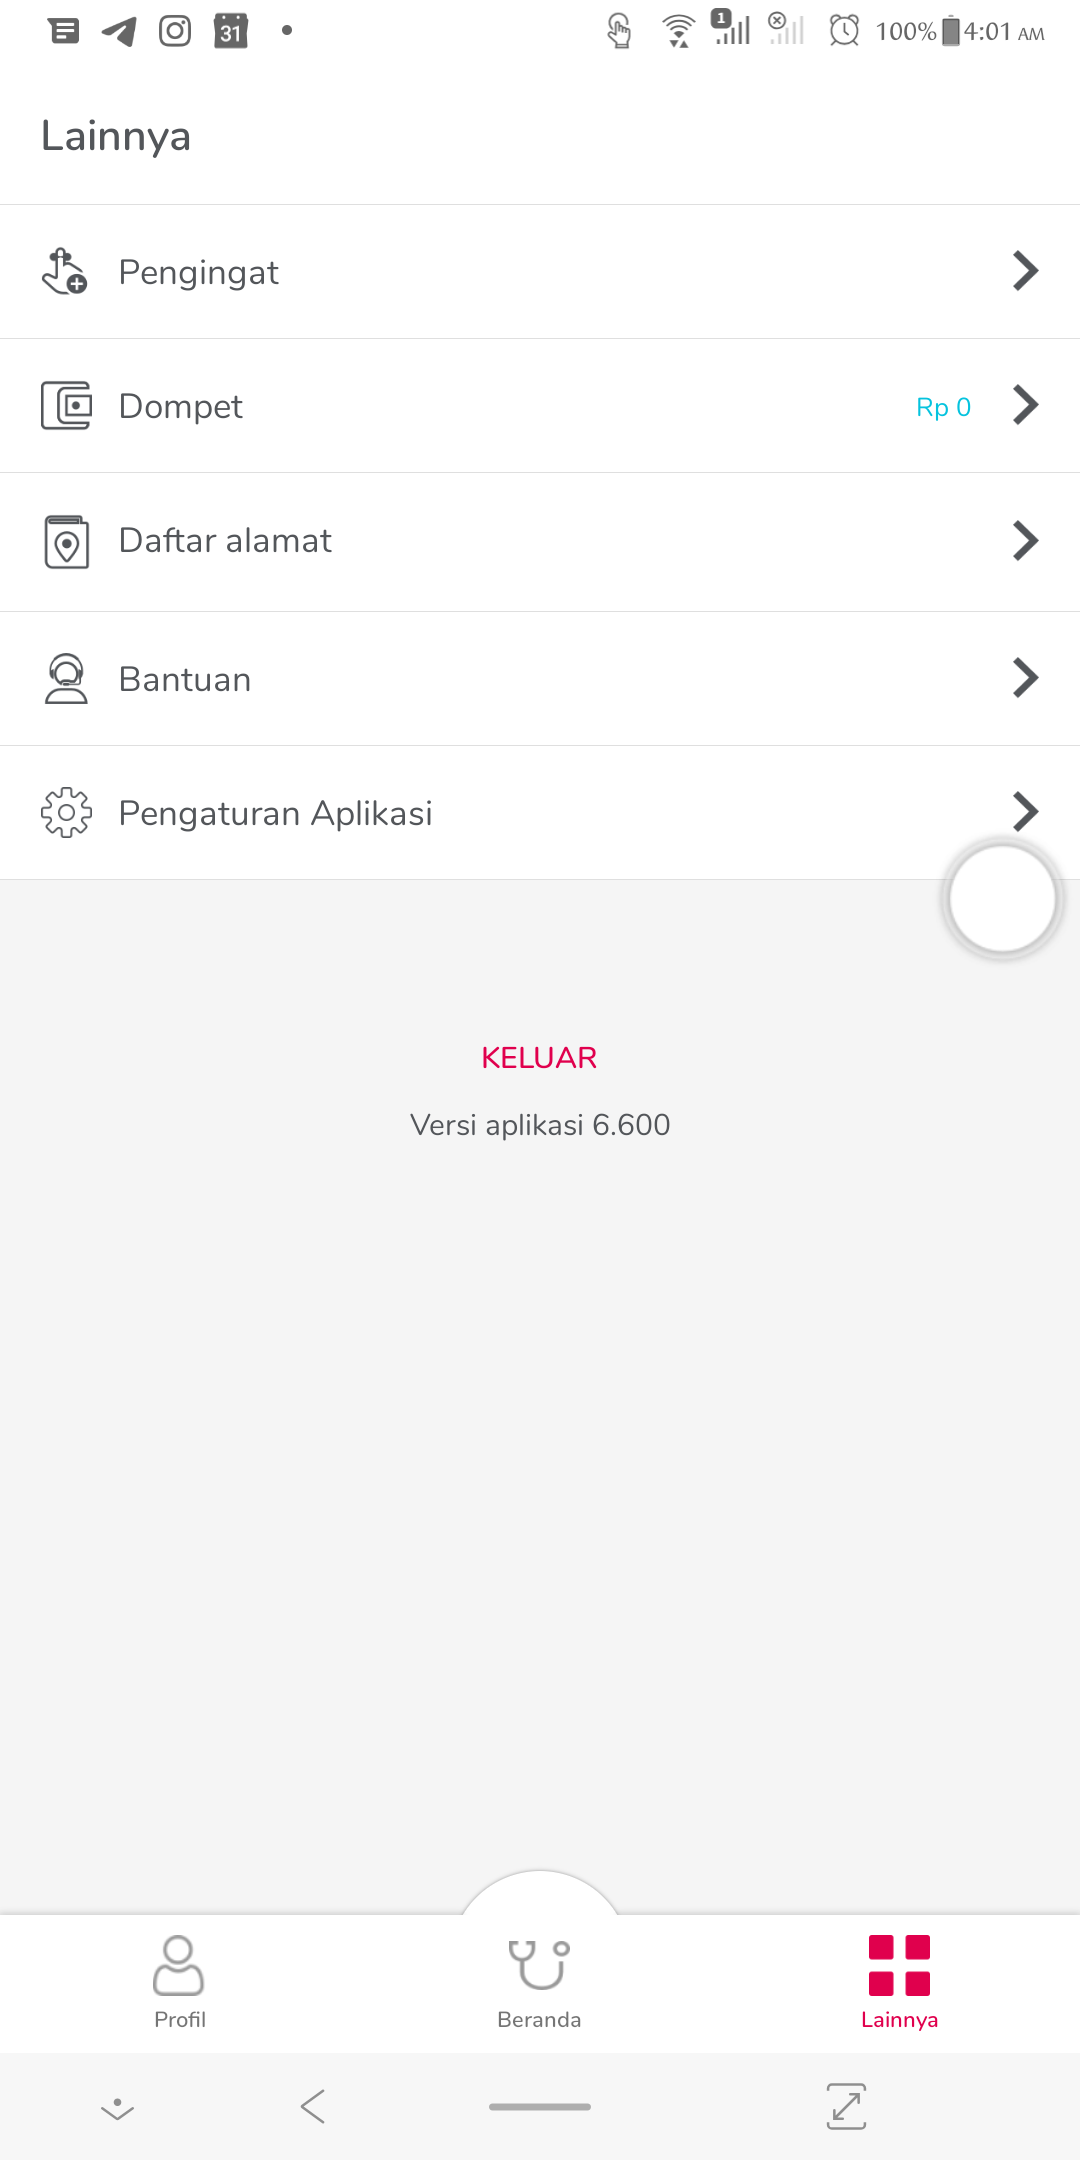 31
1
100%
4:01 AM
Lainnya
Pengingat
Dompet
Rp 0
Daftar alamat
Bantuan
Pengaturan Aplikasi
KELUAR
Versi aplikasi 6.600
Profil
Beranda
Lainnya